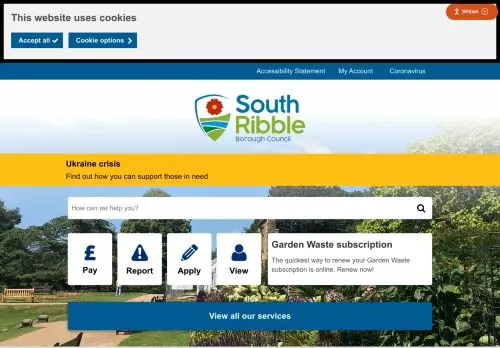 This website uses cookies
SPEAK
Accept all
Cookie options
Accessibility Statement My Account Coronavirus
South
Ribble
Borough Council
Ukraine crisis
Find out how you can support those in need
How can we help you?
£
Pay
Report
Apply
View
Garden Waste subscription
The quickest way to renew your Garden Waste
subscription is online. Renew now!
View all our services